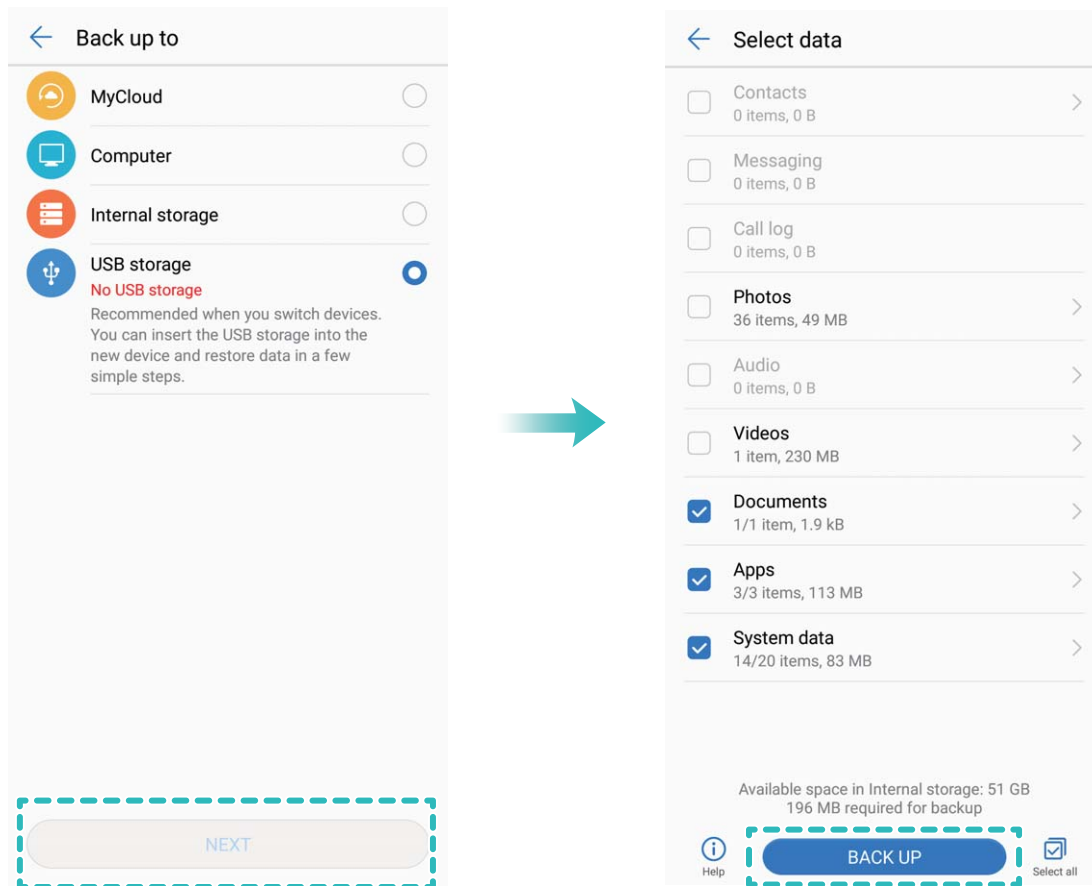 Back up to
MyCloud
Computer
Internal storage
USB storage
No USB storage
Recommended when you switch devices.
You can insert the USB storage into the
new device and restore data in a few
simple steps.
NEXT
Select data
Contacts
0 items, 0 B
Messaging
0 items, 0 B
Call log
0 items, 0 B
Photos
36 items, 49 MB
Audio
0 items, 0 B
Videos
1 item, 230 MB
Documents
1/1 item, 1.9 kB
Apps
3/3 items, 113 MB
System data
14/20 items, 83 MB
Available space in Internal storage: 51 GB
196 MB required for backup
Help
BACK UP
Select all